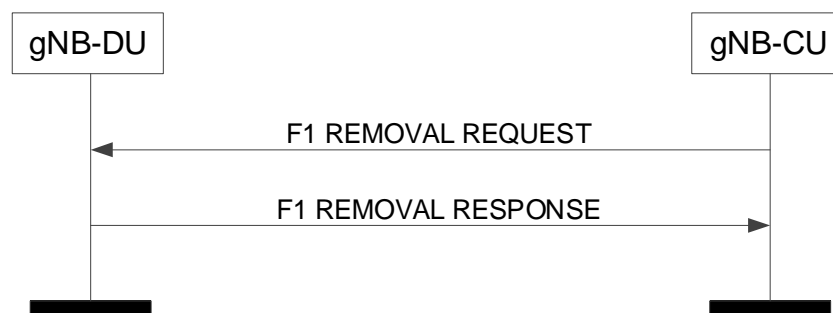 gNB-DU
gNB-CU
F1 REMOVAL REQUEST
F1 REMOVAL RESPONSE